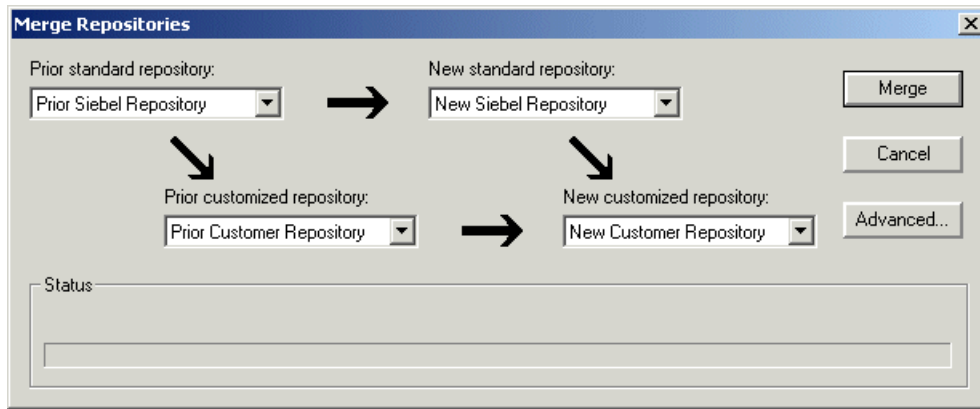 Merge Repositories
Prior standard repository:
New standard repository:
Prior Siebel Repository
New Siebel Repository
Merge
Cancel
Prior customized repository:
New customized repository:
Prior Customer Repository
New Customer Repository
Advanced...
Status